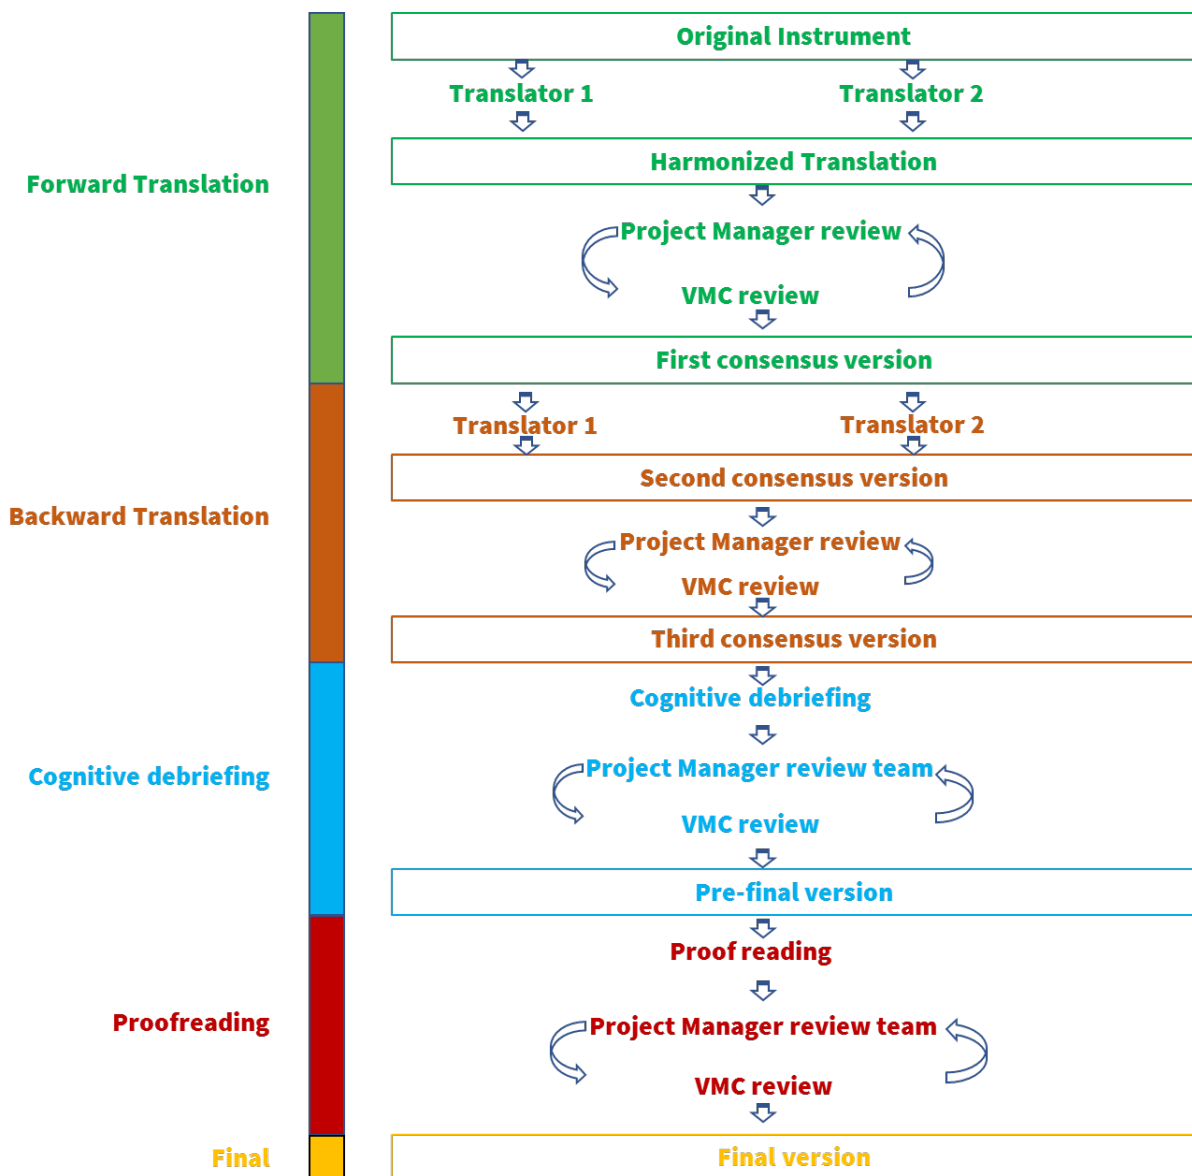 Original Instrument
Translator 1 Translator 2
Harmonized Translation
Forward Translation
Project Manager review
VMC review
First consensus version
Translator 1 Translator 2
Second consensus version
Backward Translation
Project Manager review
VMC review
Third consensus version
Cognitive debriefing
Project Manager review team
Cognitive debriefing
VMC review
Pre-final version
Proof reading
Proofreading
Project Manager review team
VMC review
Final
Final version